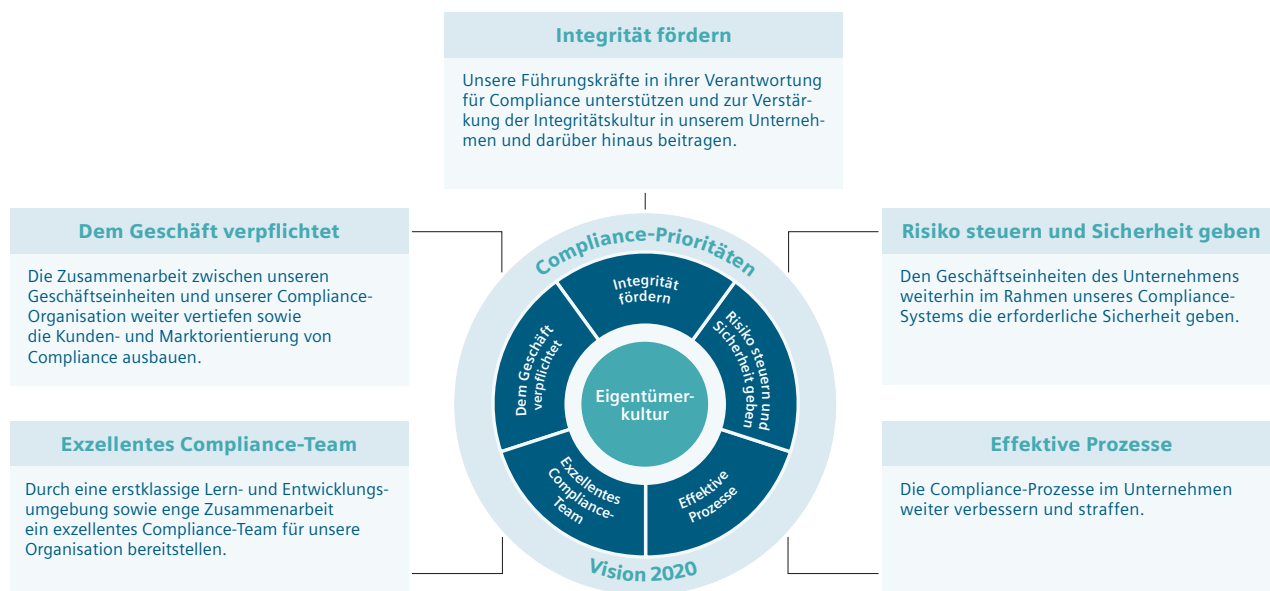 Integrität fördern
Unsere Führungskräfte in ihrer Verantwortung
für Compliance unterstützen und zur Verstär-
kung der Integritätskultur in unserem Unterneh-
men und darüber hinaus beitragen.
Dem Geschäft verpflichtet
Die Zusammenarbeit zwischen unseren
Geschäftseinheiten und unserer Compliance-
Organisation weiter vertiefen sowie
die Kunden- und Marktorientierung von
Compliance ausbauen.
Risiko steuern und Sicherheit geben
Den Geschäftseinheiten des Unternehmens
weiterhin im Rahmen unseres Compliance-
Systems die erforderliche Sicherheit geben.
Exzellentes Compliance-Team
Durch eine erstklassige Lern- und Entwicklungs-
umgebung sowie enge Zusammenarbeit
ein exzellentes Compliance-Team für unsere
Organisation bereitstellen.
Effektive Prozesse
Die Compliance-Prozesse im Unternehmen
weiter verbessern und straffen.
Compliance-Prioritäten
Integrität
fördern
Risiko steuern und
Sicherheit geben
Effektive
Prozesse
Exzellentes
Compliance-
Team
Dem Geschäft
verpflichtet
Eigentümer-
kultur
Vision 2020